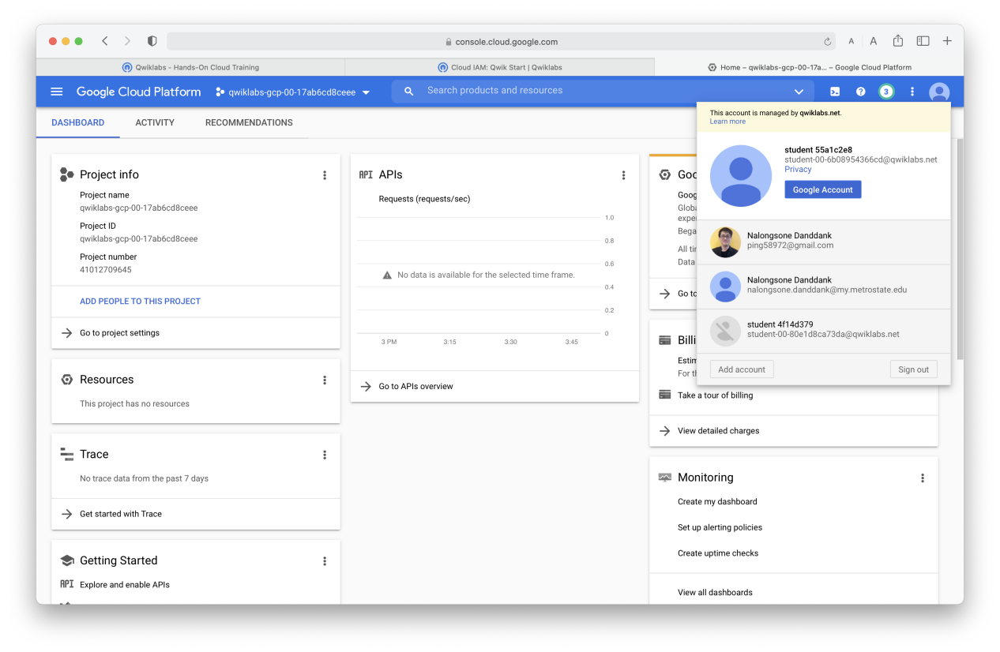 console.cloud.google.com
A A
Qwiklabs - Hands-On Cloud Training
Cloud IAM: Qwik Start | Qwiklabs
Home – qwiklabs-gcp-00-17a... – Google Cloud Platform
Google Cloud Platform
qwiklabs-gcp-00-17ab6cd8ceee
Search products and resources
3
DASHBOARD
ACTIVITY
RECOMMENDATIONS
Project info
Project name
qwiklabs-gcp-00-17ab6cd8ceee
Project ID
qwiklabs-gcp-00-17ab6cd8ceee
Project number
41012709645
ADD PEOPLE TO THIS PROJECT
Go to project settings
Resources
This project has no resources
Trace
No trace data from the past 7 days
Get started with Trace
Getting Started
API Explore and enable APIs
API APIs
Requests (requests/sec)
1.0
0.8
0.6
No data is available for the selected time frame.
0.4
0.2
0
3 PM 3:15 3:30 3:45
Go to APIs overview
Goo
Goog
Globa
expe
Bega
All ti
Data
Go to
Billi
Estim
For th
Take a tour of billing
View detailed charges
Monitoring
Create my dashboard
Set up alerting policies
Create uptime checks
View all dashboards
This account is managed by qwiklabs.net.
Learn more
student 55a1c2e8
student-00-6b08954366cd@qwiklabs.net
Privacy
Google Account
Nalongsone Danddank
ping58972@gmail.com
Nalongsone Danddank
nalongsone.danddank@my.metrostate.edu
student 4f14d379
student-00-80e1d8ca73da@qwiklabs.net
Add account
Sign out